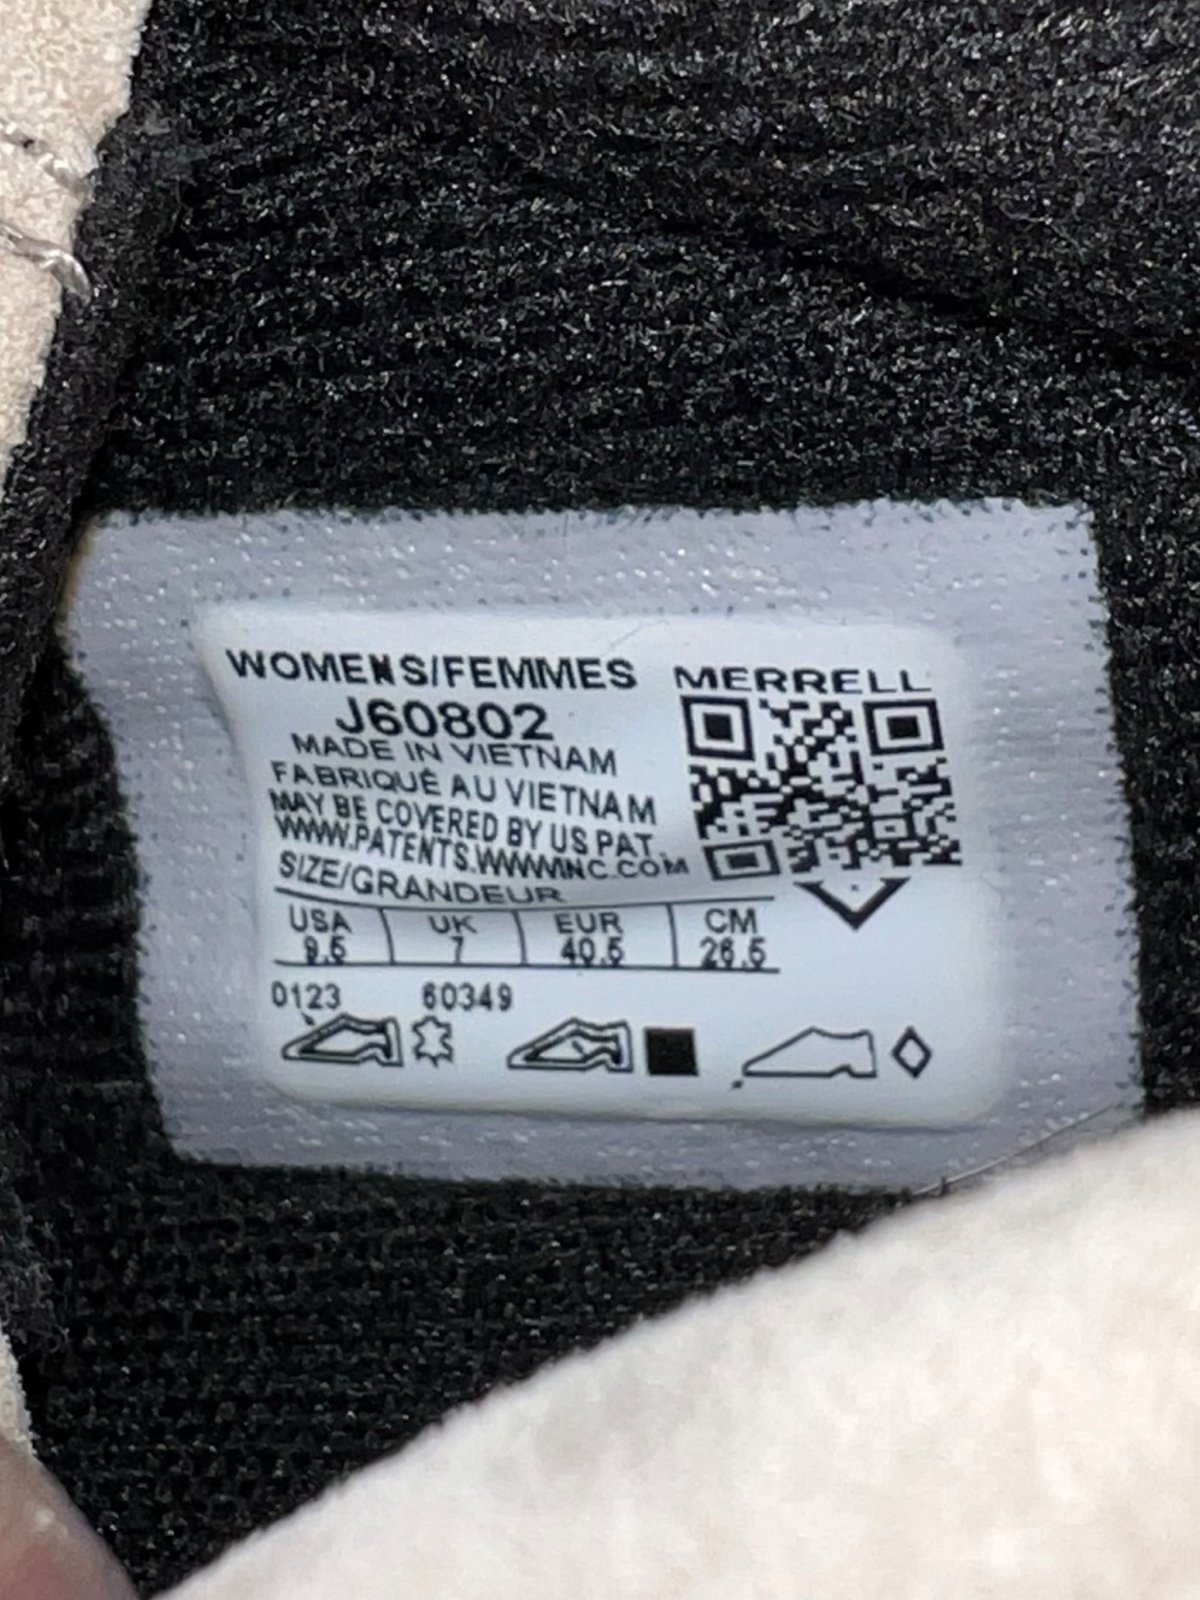 WOMENS/FEMMES
J60802
MADE IN VIETNAM
FABRIQUÉ AU VIETNAM
MAY BE COVERED BY US PAT.
WWW.PATENTS.WWWINC.COM
SIZE/GRANDEUR
USA UK EUR CM
9.5 7 40.5 26.5
0123 60349
MERRELL